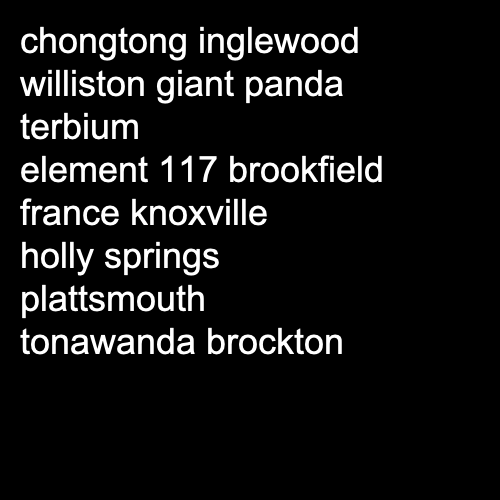 chongtong inglewood
williston giant panda
terbium
element 117 brookfield
france knoxville
holly springs
plattsmouth
tonawanda brockton